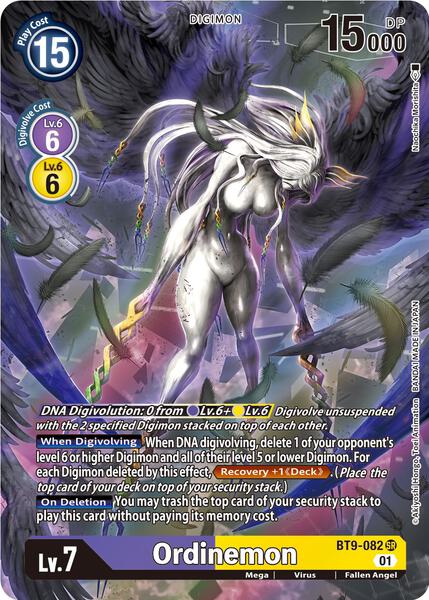 Play Cost
15
DIGIMON
15000
DP
Digivolve Cost
Lv.6
6
Lv.6
6
Naochika Morishita
©Akiyoshi Hongo, Toei Animation BANDAI MADE IN JAPAN
DNA Digivolution: 0 from Lv.6+ Lv.6 Digivolve unsuspended
with the 2 specified Digimon stacked on top of each other.
When Digivolving When DNA digivolving, delete 1 of your opponent's
level 6 or higher Digimon and all of their level 5 or lower Digimon. For
each Digimon deleted by this effect, Recovery +1《Deck》. (Place the
top card of your deck on top of your security stack.)
On Deletion You may trash the top card of your security stack to
play this card without paying its memory cost.
Lv.7
Ordinemon
BT9-082 SR
01
Mega Virus Fallen Angel